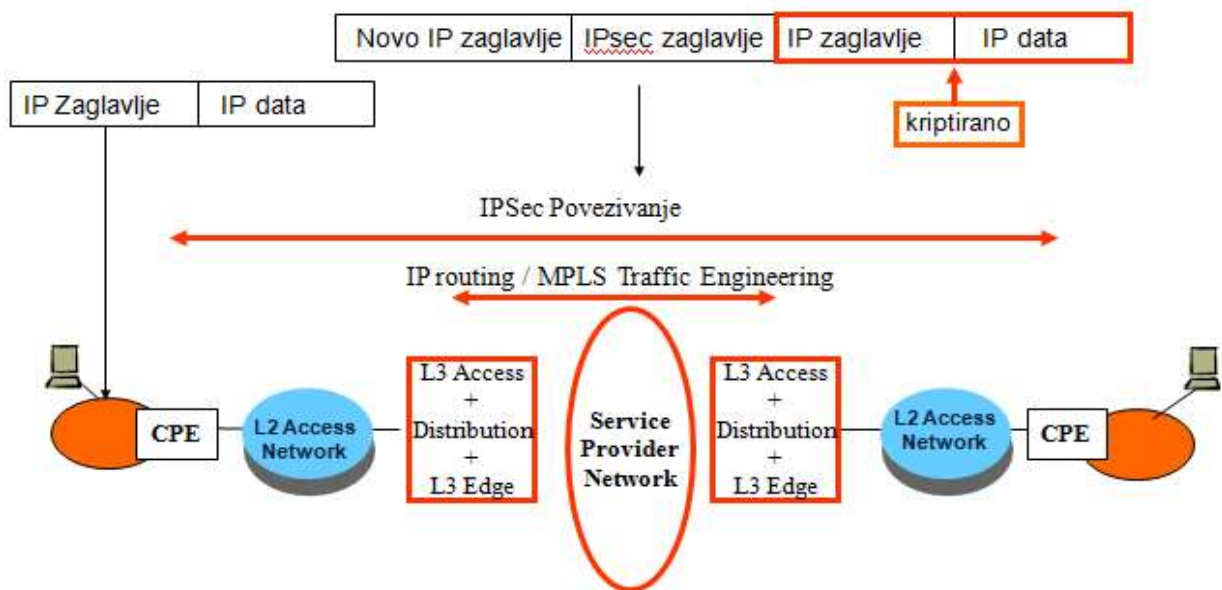 Novo IP zaglavlje IPsec zaglavlje IP zaglavlje IP data
IP Zaglavlje IP data
kriptirano
IPSec Povezivanje
IP routing / MPLS Traffic Engineering
CPE
L2 Access
Network
L3 Access
+
Distribution
+
L3 Edge
Service
Provider
Network
L3 Access
+
Distribution
+
L3 Edge
L2 Access
Network
CPE